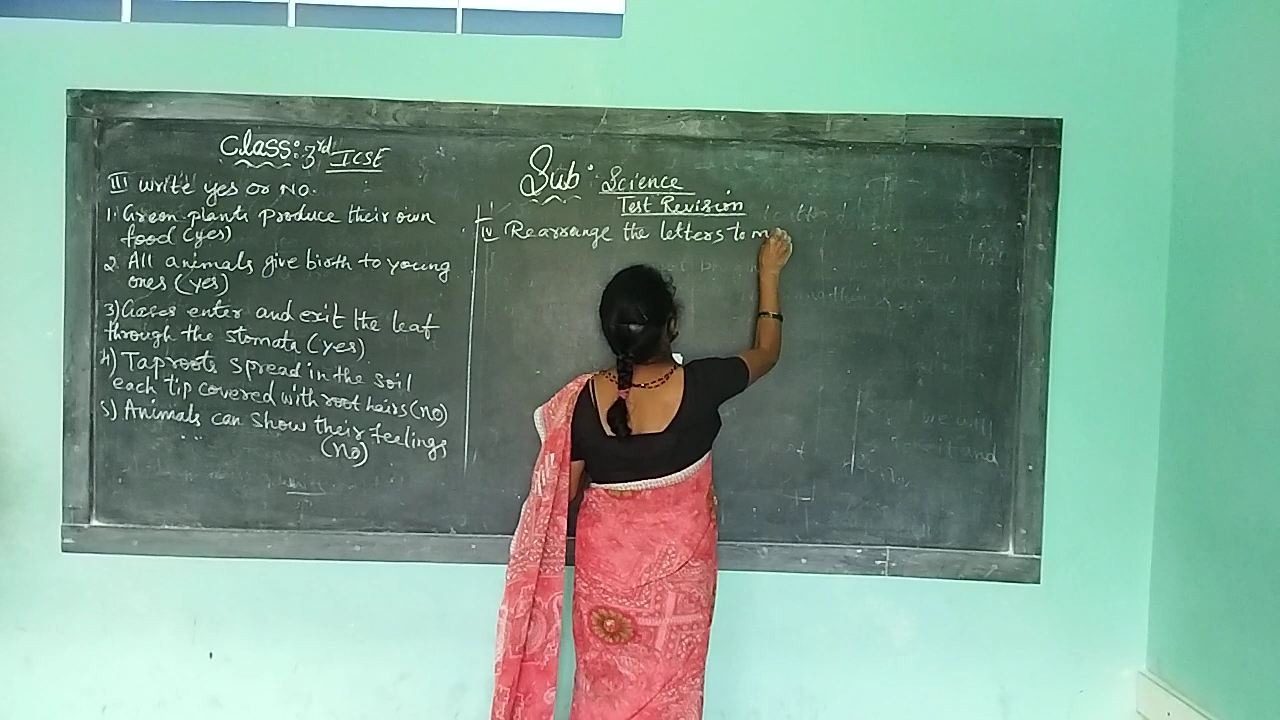 Class: 3rd ICSE
III Write yes or No.
1. Green plants produce their own
food (yes)
2. All animals give birth to young
ones (yes)
3) Gases enter and exit the leaf
through the stomata (yes)
4) Taproots spread in the soil
each tip covered with root hairs (no)
5) Animals can show their feelings
(no)
Sub: Science
Test Revision
IV Rearrange the letters to m
we will